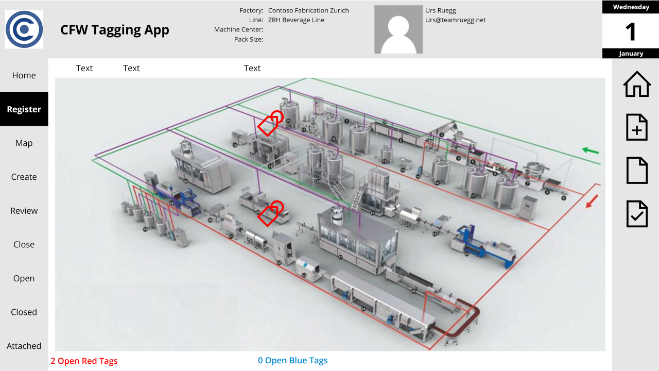 CFW Tagging App
Factory: Contoso Fabrication Zurich
Line: ZRH Beverage Line
Machine Center:
Pack Size:
Urs Ruegg
Urs@teamruegg.net
Wednesday
1
January
Text Text Text
Home
Register
Map
Create
Review
Close
Open
Closed
Attached
2 Open Red Tags
0 Open Blue Tags